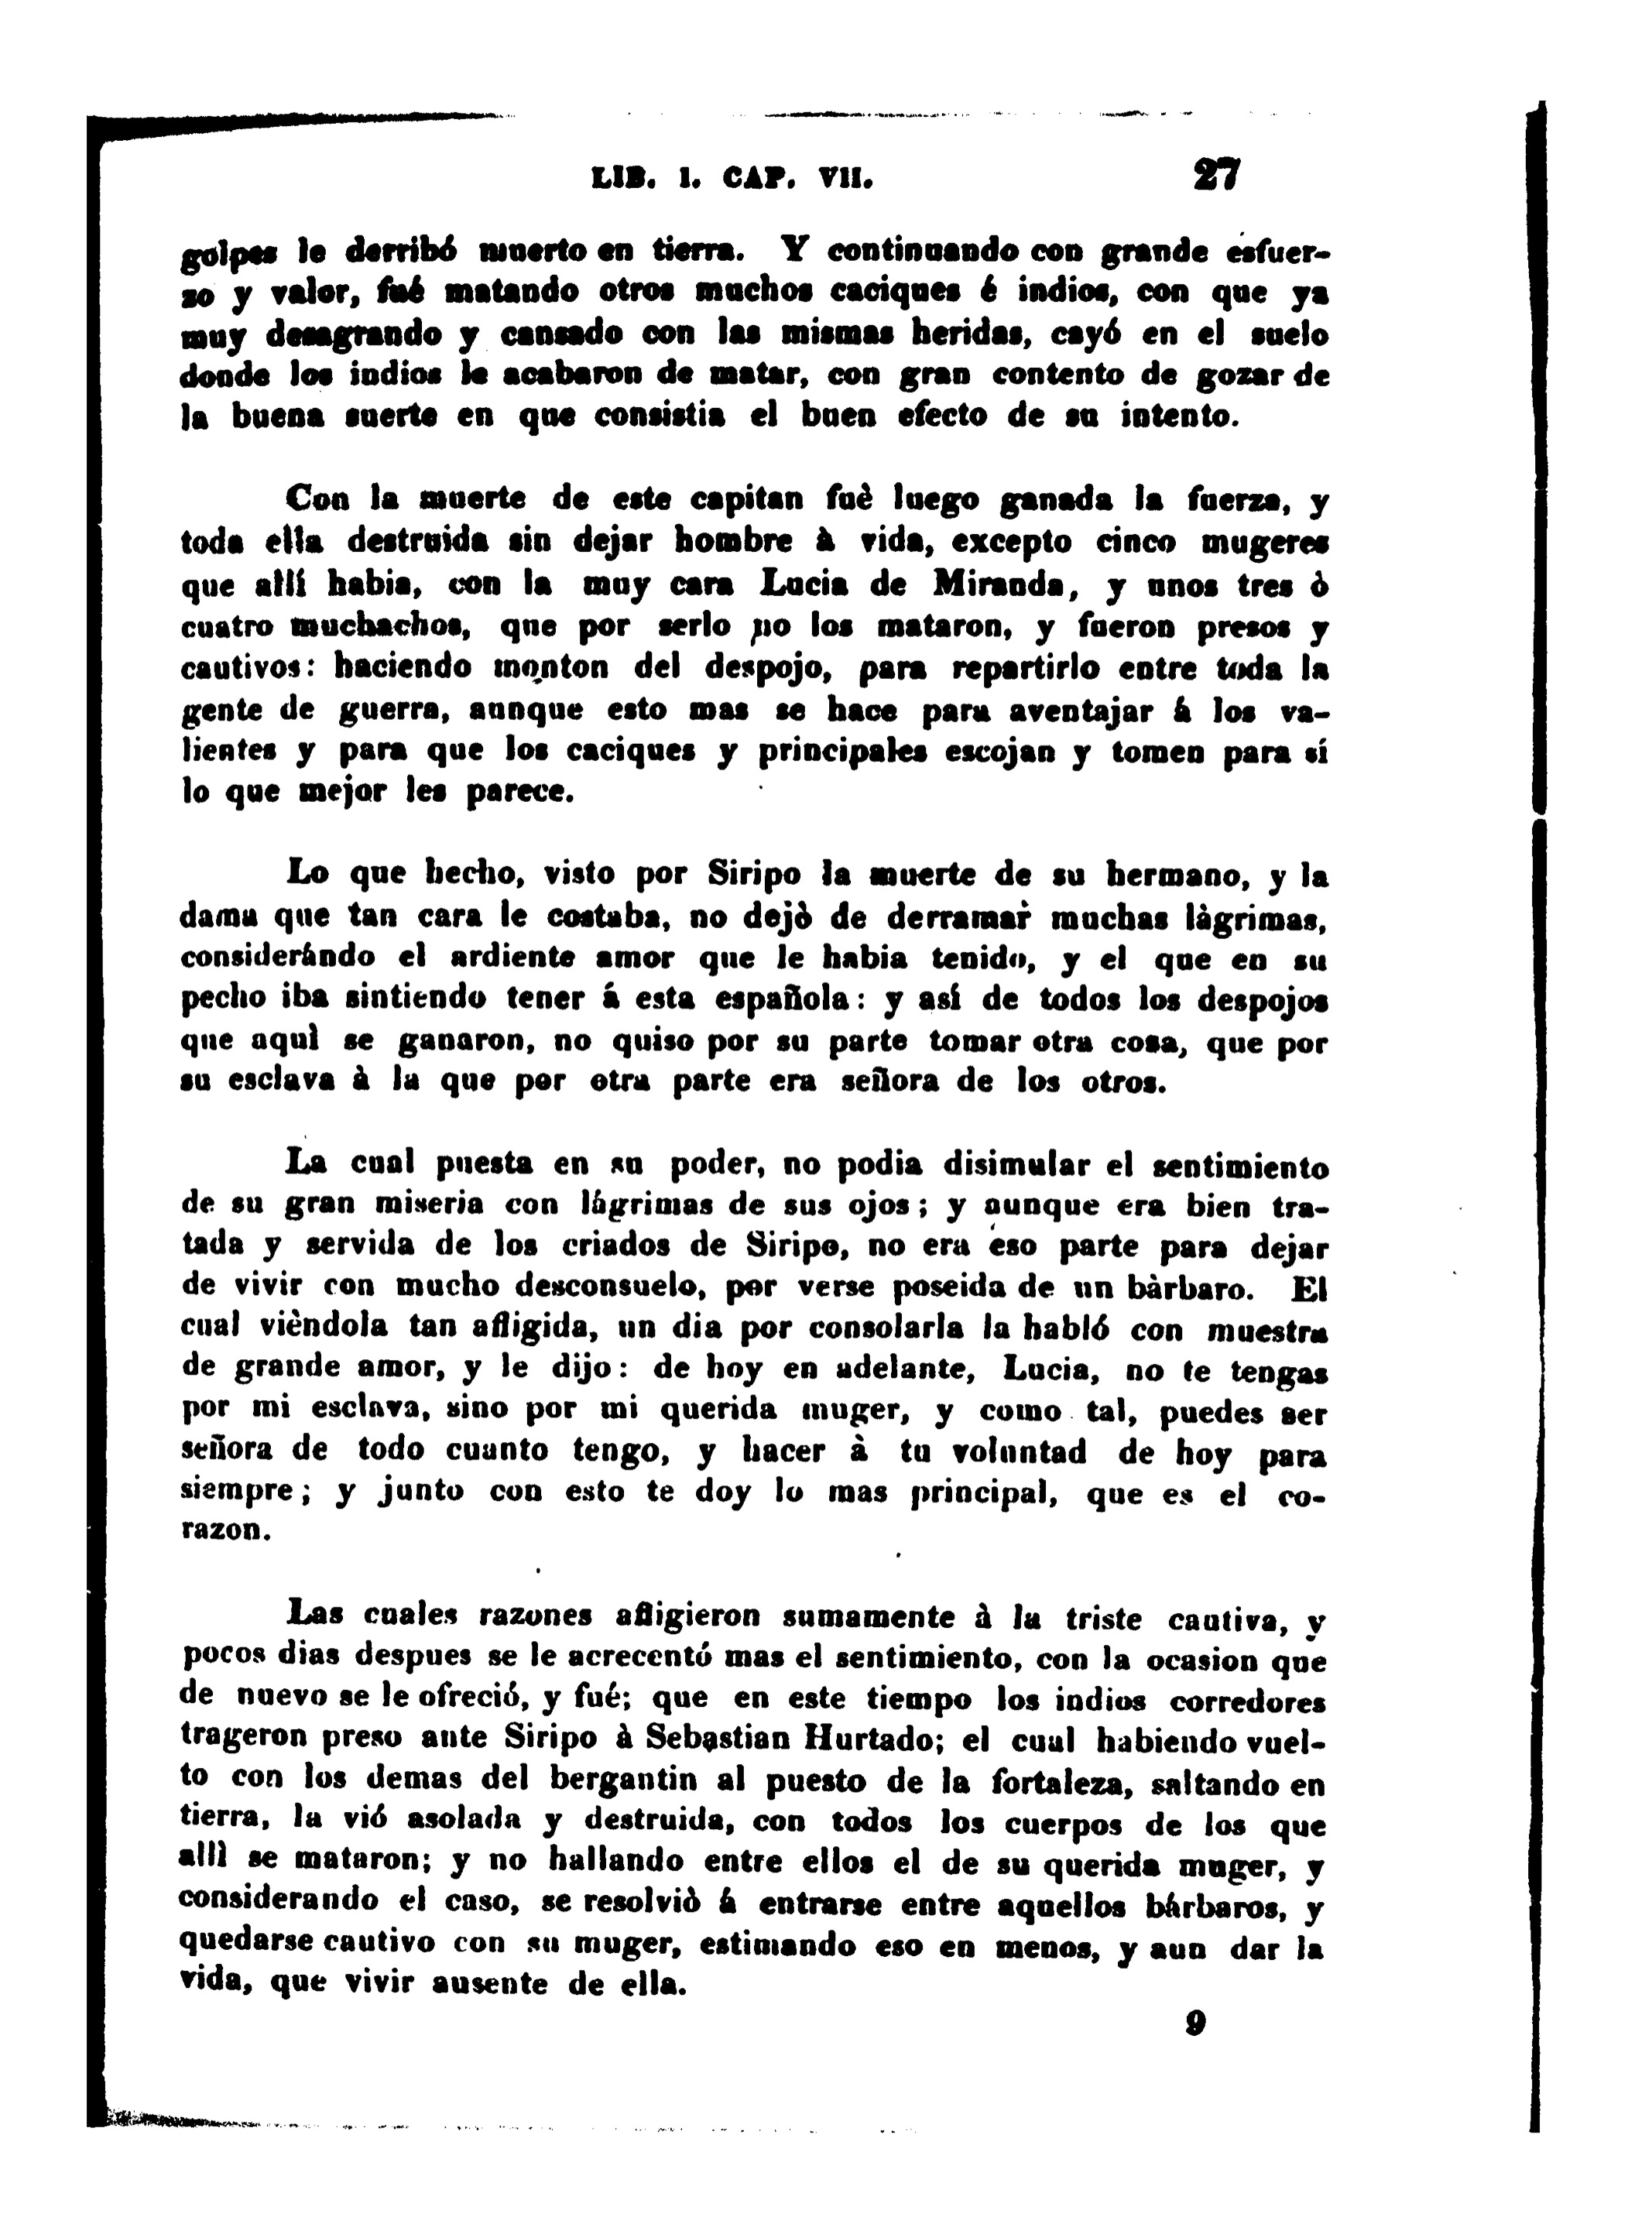 LIB. I. CAP. VII. 27
golpes le derribó muerto en tierra. Y continuando con grande esfuer-
zo y valor, fué matando otros muchos caciques é indios, con que ya
muy desagrando y cansado con las mismas heridas, cayó en el suelo
donde los indios le acabaron de matar, con gran contento de gozar de
la buena suerte en que consistia el buen efecto de su intento.
Con la muerte de este capitan fuè luego ganada la fuerza, y
toda ella destruida sin dejar hombre à vida, excepto cinco mugeres
que allí habia, con la muy cara Lucia de Miranda, y unos tres ò
cuatro muchachos, que por serlo no los mataron, y fueron presos y
cautivos: haciendo monton del despojo, para repartirlo entre toda la
gente de guerra, aunque esto mas se hace para aventajar á los va-
lientes y para que los caciques y principales escojan y tomen para sí
lo que mejor les parece.
Lo que hecho, visto por Siripo la muerte de su hermano, y la
dama que tan cara le costaba, no dejò de derramar muchas làgrimas,
considerándo el ardiente amor que le habia tenido, y el que en su
pecho iba sintiendo tener á esta española: y así de todos los despojos
que aquì se ganaron, no quiso por su parte tomar otra cosa, que por
su esclava à la que por otra parte era señora de los otros.
La cual puesta en su poder, no podia disimular el sentimiento
de su gran miseria con lágrimas de sus ojos; y aunque era bien tra-
tada y servida de los criados de Siripo, no era eso parte para dejar
de vivir con mucho desconsuelo, por verse poseida de un bàrbaro. El
cual vièndola tan afligida, un dia por consolarla la habló con muestra
de grande amor, y le dijo: de hoy en adelante, Lucia, no te tengas
por mi esclava, sino por mi querida muger, y como tal, puedes ser
señora de todo cuanto tengo, y hacer à tu voluntad de hoy para
siempre; y junto con esto te doy lo mas principal, que es el co-
razon.
Las cuales razones afligieron sumamente à la triste cautiva, y
pocos dias despues se le acrecentó mas el sentimiento, con la ocasion que
de nuevo se le ofreció, y fué; que en este tiempo los indios corredores
trageron preso ante Siripo à Sebastian Hurtado; el cual habiendo vuel-
to con los demas del bergantin al puesto de la fortaleza, saltando en
tierra, la vió asolada y destruida, con todos los cuerpos de los que
allì se mataron; y no hallando entre ellos el de su querida muger, y
considerando el caso, se resolviò á entrarse entre aquellos bárbaros, y
quedarse cautivo con su muger, estimando eso en menos, y aun dar la
vida, que vivir ausente de ella.
9